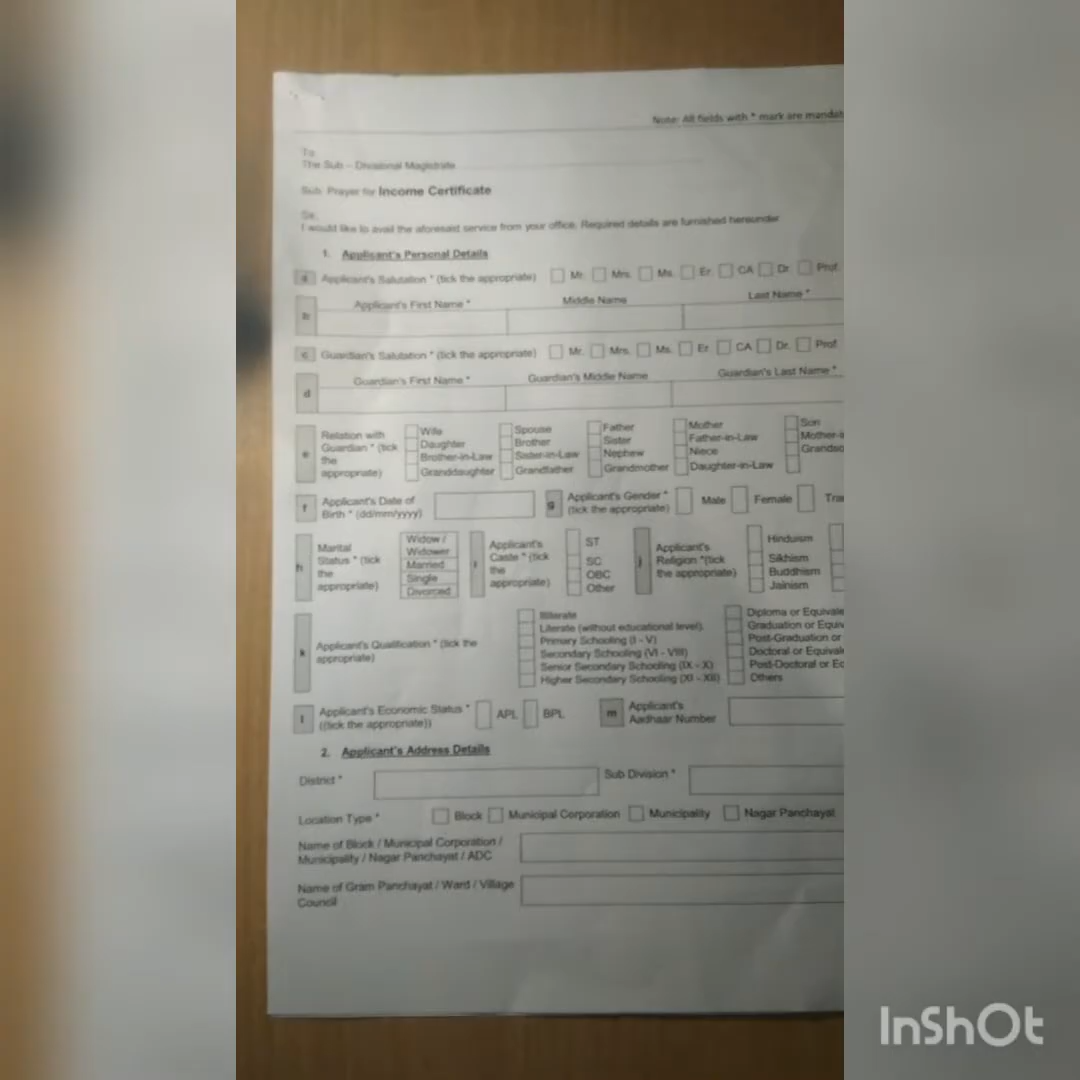 Note: All fields with * mark are
To
The Sub – Divisional Magistrate
Sub: Prayer for Income Certificate
Sir,
I would like to avail the aforesaid service from your office. Required details are furnished hereunder
1. Applicant's Personal Details
a Applicant's Salutation * (tick the appropriate) Mr. Mrs. Ms. Er. CA Dr. Prof.
Applicant's First Name * Middle Name Last Name *
b
c Guardian's Salutation * (tick the appropriate) Mr. Mrs. Ms. Er. CA Dr. Prof
Guardian's First Name * Guardian's Middle Name Guardian's Last Name *
d
e Relation with Guardian * (tick the appropriate)
Wife Spouse Father Mother Son
Daughter Brother Sister Father-in-Law
Brother-in-Law Sister-in-Law Nephew Niece
Granddaughter Grandfather Grandmother Daughter-in-Law
f Applicant's Date of Birth * (dd/mm/yyyy)
g Applicant's Gender * (tick the appropriate) Male Female
h Marital Status * (tick the appropriate)
Widow / Widower
Married
Single
Divorced
i Applicant's Caste * (tick the appropriate)
ST
SC
OBC
Other
j Applicant's Religion *(tick the appropriate)
Hinduism
Sikhism
Buddhism
Jainism
k Applicant's Qualification * (tick the appropriate)
Illiterate
Literate (without educational level)
Primary Schooling (I - V)
Secondary Schooling (VI - VIII)
Senior Secondary Schooling (IX - X)
Higher Secondary Schooling (XI - XII)
Diploma or
Graduation or
Post-Graduation or
Doctoral or
Post-Doctoral or
Others
l Applicant's Economic Status * ((tick the appropriate)) APL BPL
m Applicant's Aadhaar Number
2. Applicant's Address Details
District * Sub Division *
Location Type * Block Municipal Corporation Municipality Nagar Panchayat
Name of Block / Municipal Corporation /
Municipality / Nagar Panchayat / ADC
Name of Gram Panchayat / Ward / Village
Council
InShOt